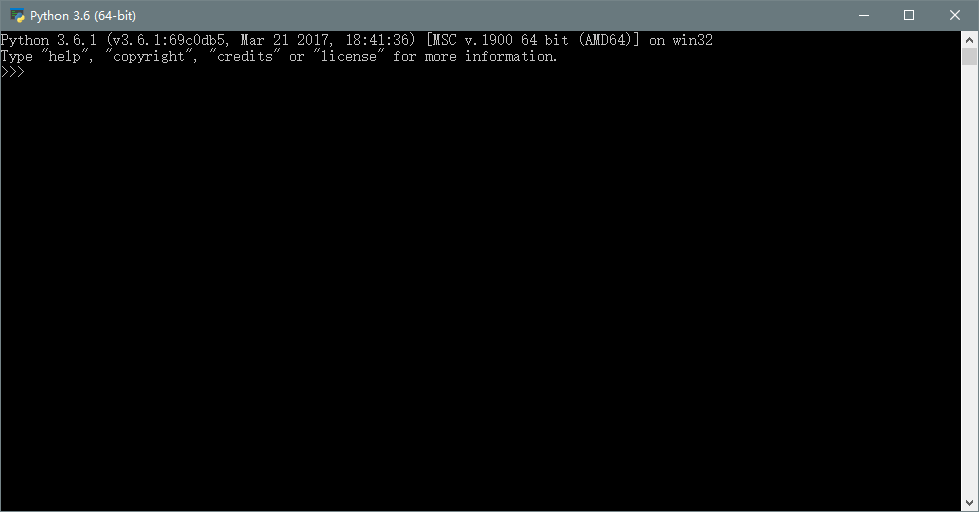 Python 3.6 (64-bit)
Python 3.6.1 (v3.6.1:69c0db5, Mar 21 2017, 18:41:36) [MSC v.1900 64 bit (AMD64)] on win32
Type "help", "copyright", "credits" or "license" for more information.
>>>